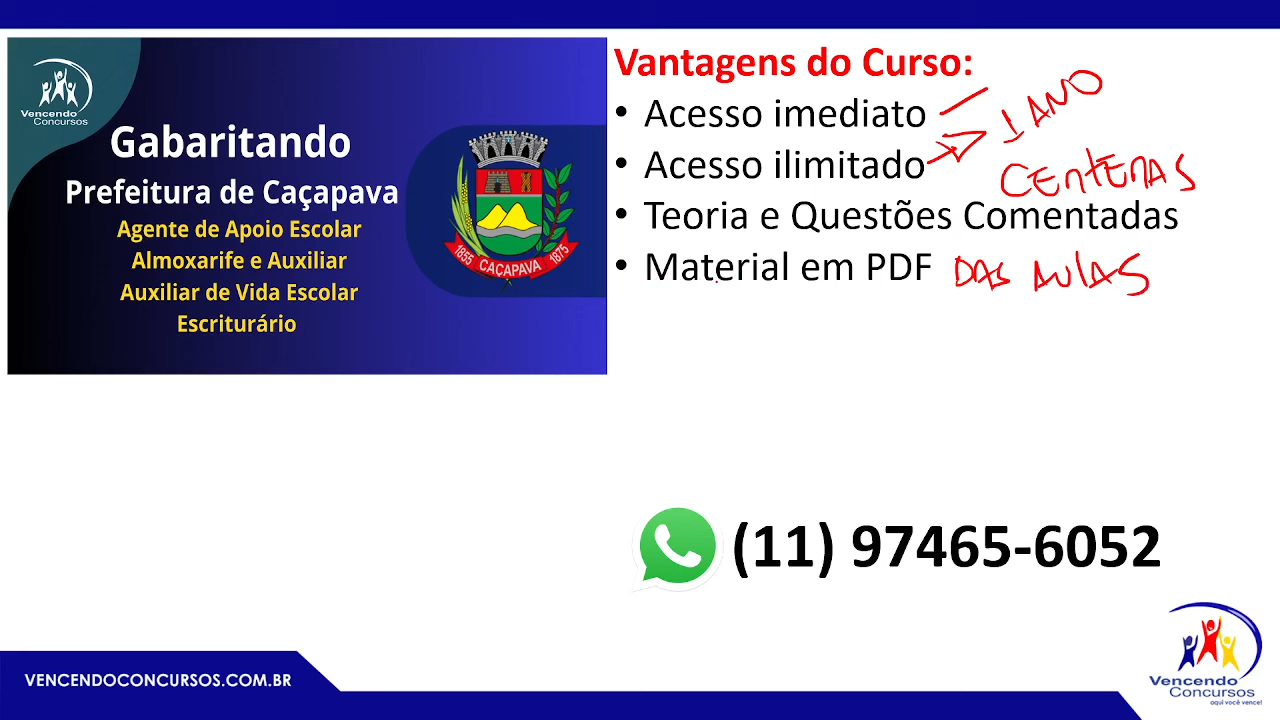 Vencendo
Concursos
Gabaritando
Prefeitura de Caçapava
Agente de Apoio Escolar
Almoxarife e Auxiliar
Auxiliar de Vida Escolar
Escriturário
1855 CAÇAPAVA 1875
Vantagens do Curso:
• Acesso imediato
1 ANO
• Acesso ilimitado
CENTENAS
• Teoria e Questões Comentadas
• Material em PDF DAS AULAS
(11) 97465-6052
VENCENDOCONCURSOS.COM.BR
Vencendo
Concursos
aqui você vence!